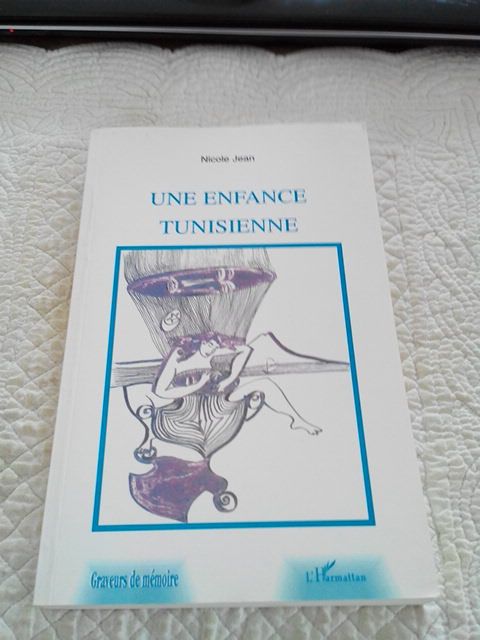 Nicole Jean
UNE ENFANCE
TUNISIENNE
Graveurs de mémoire
L'Harmattan